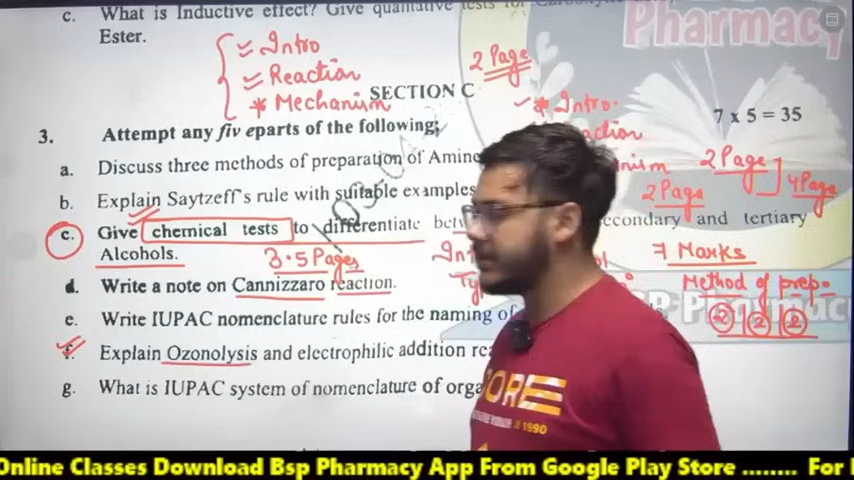 c. What is Inductive effect? Give qualitative tests for
Ester.
Intro
Reaction
* Mechanism
2 Page
Pharmacy
SECTION C
* Intro.
7 x 5 = 35
3. Attempt any fiv eparts of the following;
a. Discuss three methods of preparation of Amine
2 Page
4 Page
b. Explain Saytzeff's rule with suitable examples
2 Page
c. Give chemical tests to differentiate secondary and tertiary
Alcohols.
3.5 Pages
7 Marks
d. Write a note on Cannizzaro reaction.
Method of prep.
2 2 2
e. Write IUPAC nomenclature rules for the naming of
Pharmacy
f. Explain Ozonolysis and electrophilic addition
g. What is IUPAC system of nomenclature of
1990
Online Classes Download Bsp Pharmacy App From Google Play Store ........ For